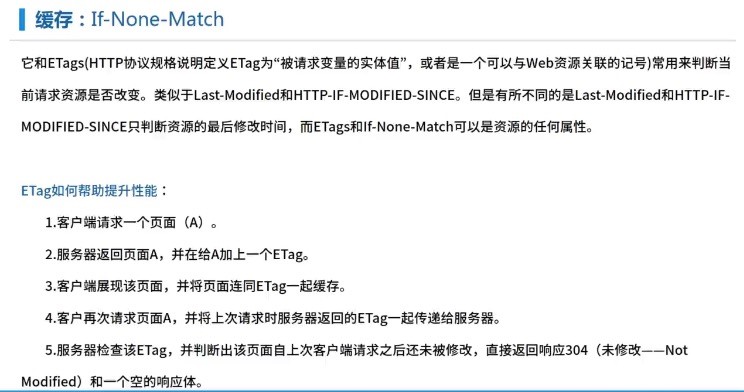 缓存：If-None-Match
它和ETags(HTTP协议规格说明定义ETag为“被请求变量的实体值”，或者是一个可以与Web资源关联的记号)常用来判断当
前请求资源是否改变。类似于Last-Modified和HTTP-IF-MODIFIED-SINCE。但是有所不同的是Last-Modified和HTTP-IF-
MODIFIED-SINCE只判断资源的最后修改时间，而ETags和If-None-Match可以是资源的任何属性。
ETag如何帮助提升性能：
1.客户端请求一个页面（A）。
2.服务器返回页面A，并在给A加上一个ETag。
3.客户端展现该页面，并将页面连同ETag一起缓存。
4.客户再次请求页面A，并将上次请求时服务器返回的ETag一起传递给服务器。
5.服务器检查该ETag，并判断出该页面自上次客户端请求之后还未被修改，直接返回响应304（未修改——Not
Modified）和一个空的响应体。